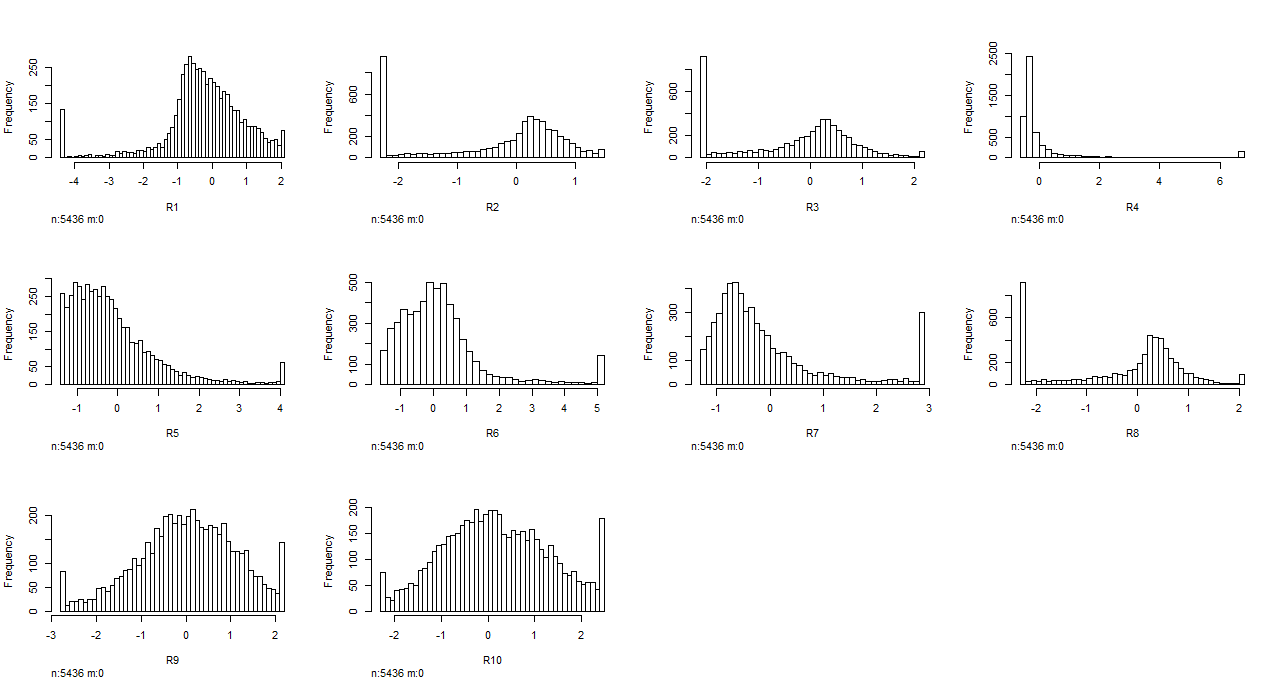 Frequency
0 50 150 250
-4 -3 -2 -1 0 1 2
R1
n:5436 m:0
Frequency
0 200 600
-2 -1 0 1
R2
n:5436 m:0
Frequency
0 200 600
-2 -1 0 1 2
R3
n:5436 m:0
Frequency
0 500 1500 2500
0 2 4 6
R4
n:5436 m:0
Frequency
0 50 150 250
-1 0 1 2 3 4
R5
n:5436 m:0
Frequency
0 100 300 500
-1 0 1 2 3 4 5
R6
n:5436 m:0
Frequency
0 100 300
-1 0 1 2 3
R7
n:5436 m:0
Frequency
0 200 600
-2 -1 0 1 2
R8
n:5436 m:0
Frequency
0 50 100 200
-3 -2 -1 0 1 2
R9
n:5436 m:0
Frequency
0 50 100 150 200
-2 -1 0 1 2
R10
n:5436 m:0